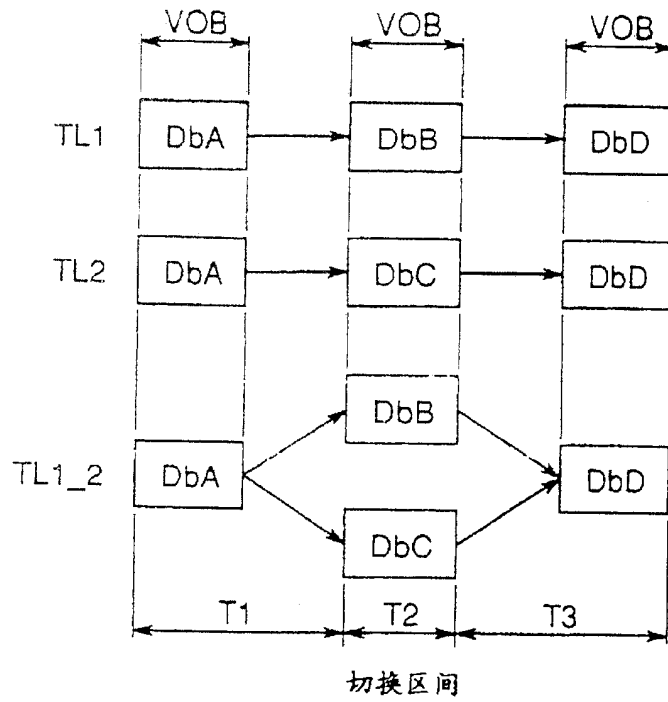 VOB VOB VOB
TL1 DbA DbB DbD
TL2 DbA DbC DbD
DbB
TL1_2 DbA DbD
DbC
T1 T2 T3
切换区间